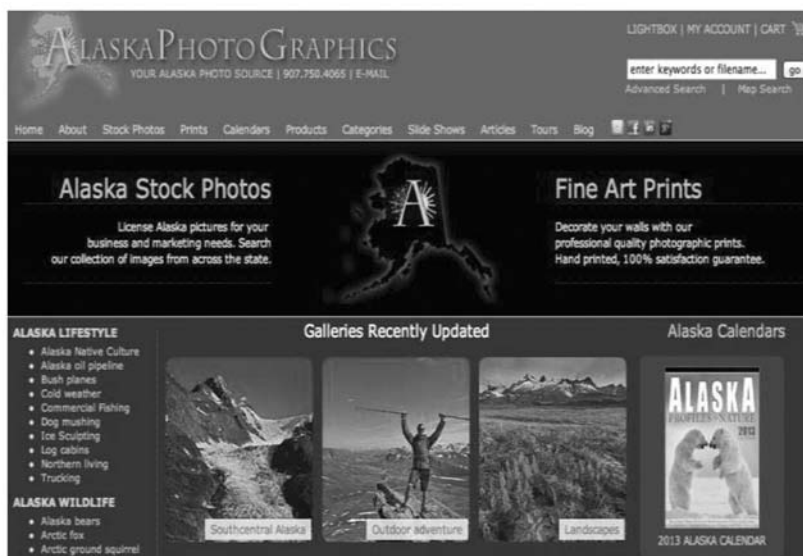 ALASKAPHOTOGRAPHICS
YOUR ALASKA PHOTO SOURCE | 907.750.4065 | E-MAIL
LIGHTBOX | MY ACCOUNT | CART
enter keywords or filename... go
Advanced Search | Map Search
Home About Stock Photos Prints Calendars Products Categories Slide Shows Articles Tours Blog
Alaska Stock Photos
License Alaska pictures for your
business and marketing needs. Search
our collection of images from across the state.
A
Fine Art Prints
Decorate your walls with our
professional quality photographic prints.
Hand printed, 100% satisfaction guarantee.
ALASKA LIFESTYLE
Alaska Native Culture
Alaska oil pipeline
Bush planes
Cold weather
Commercial Fishing
Dog mushing
Ice Sculpting
Log cabins
Northern living
Trucking
ALASKA WILDLIFE
Alaska bears
Arctic fox
Arctic ground squirrel
Galleries Recently Updated
Southcentral Alaska
Outdoor adventure
Landscapes
Alaska Calendars
ALASKA
PROFILES OF NATURE
2013
2013 ALASKA CALENDAR